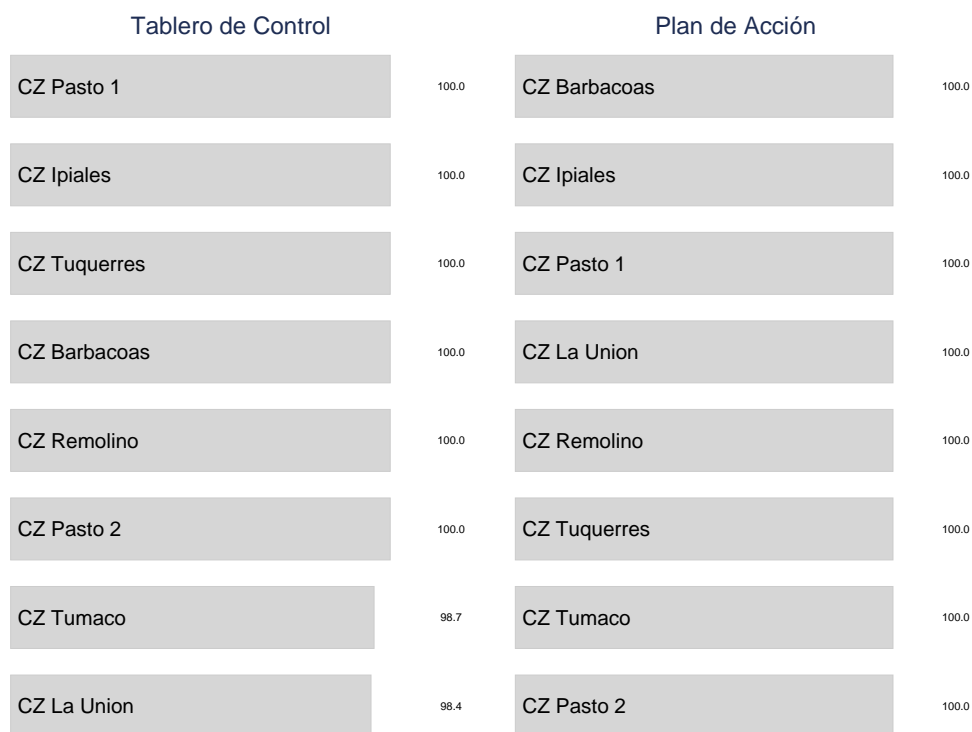 Tablero de Control
CZ Pasto 1 100.0
CZ Ipiales 100.0
CZ Tuquerres 100.0
CZ Barbacoas 100.0
CZ Remolino 100.0
CZ Pasto 2 100.0
CZ Tumaco 98.7
CZ La Union 98.4
Plan de Acción
CZ Barbacoas 100.0
CZ Ipiales 100.0
CZ Pasto 1 100.0
CZ La Union 100.0
CZ Remolino 100.0
CZ Tuquerres 100.0
CZ Tumaco 100.0
CZ Pasto 2 100.0